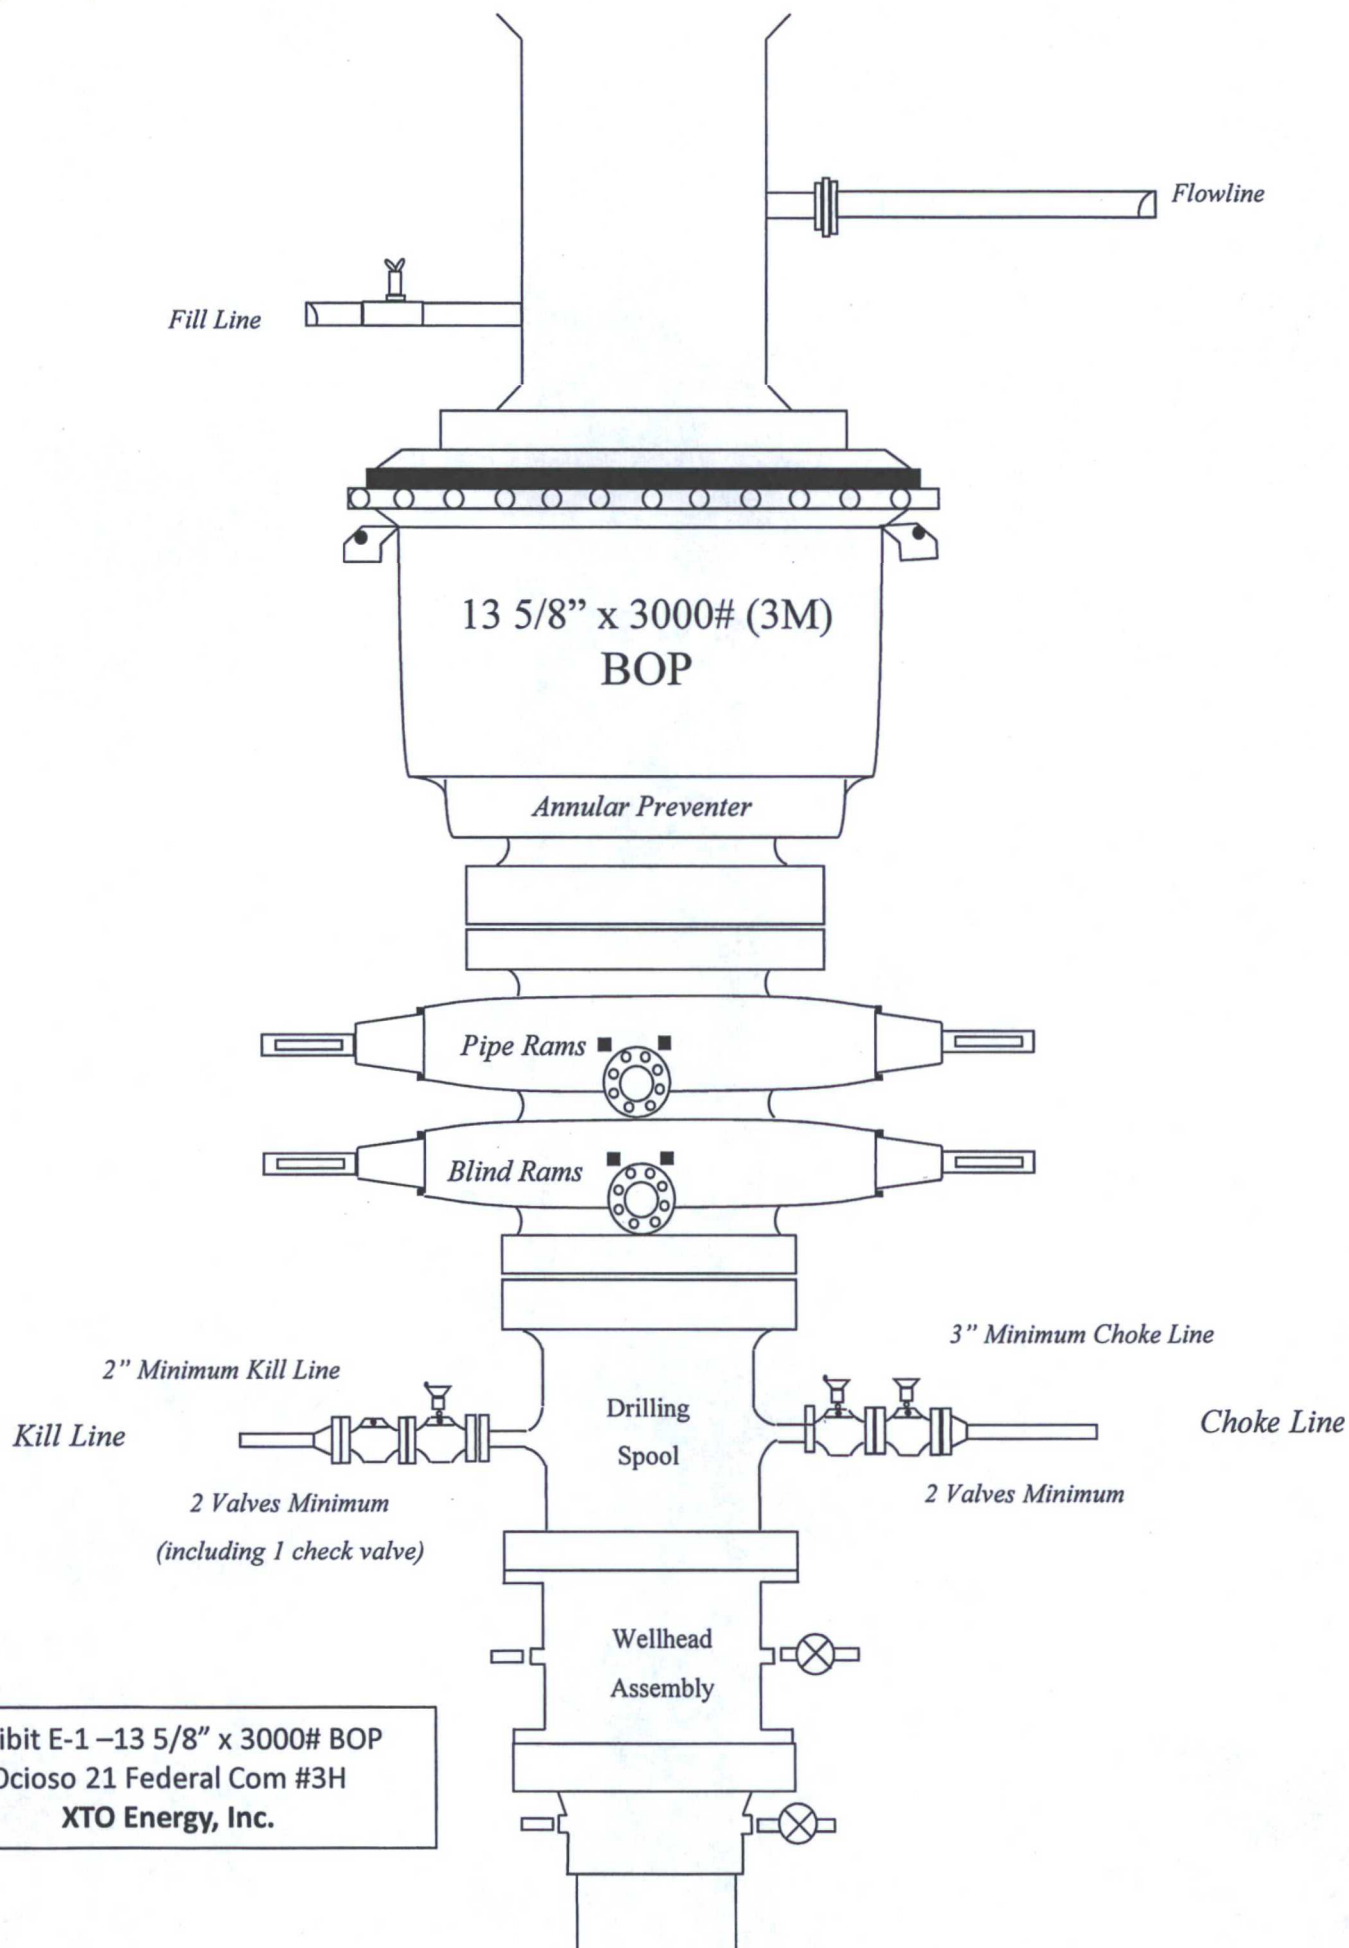 Flowline
Fill Line
13 5/8” x 3000# (3M)
BOP
Annular Preventer
Pipe Rams
Blind Rams
3” Minimum Choke Line
2” Minimum Kill Line
Drilling
Spool
Kill Line
Choke Line
2 Valves Minimum
(including 1 check valve)
2 Valves Minimum
Wellhead
Assembly
ibit E-1 –13 5/8” x 3000# BOP
Ocioso 21 Federal Com #3H
XTO Energy, Inc.